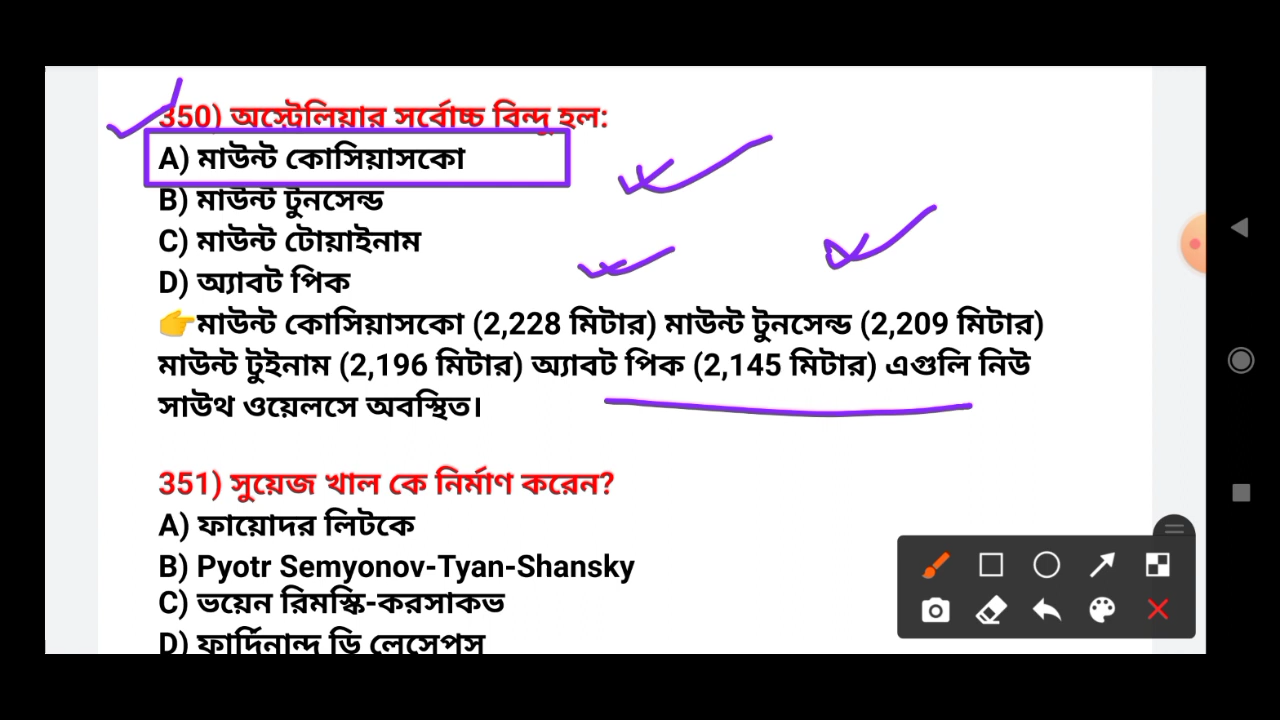 350) অস্ট্রেলিয়ার সর্বোচ্চ বিন্দু হল:
A) মাউন্ট কোসিয়াসকো
B) মাউন্ট টুনসেন্ড
C) মাউন্ট টোয়াইনাম
D) অ্যাবট পিক
👉মাউন্ট কোসিয়াসকো (2,228 মিটার) মাউন্ট টুনসেন্ড (2,209 মিটার)
মাউন্ট টুইনাম (2,196 মিটার) অ্যাবট পিক (2,145 মিটার) এগুলি নিউ
সাউথ ওয়েলসে অবস্থিত।
351) সুয়েজ খাল কে নির্মাণ করেন?
A) ফায়োদর লিটকে
B) Pyotr Semyonov-Tyan-Shansky
C) ভয়েন রিমস্কি-করসাকভ
D) ফার্দিনান্দ ডি লেসেপস